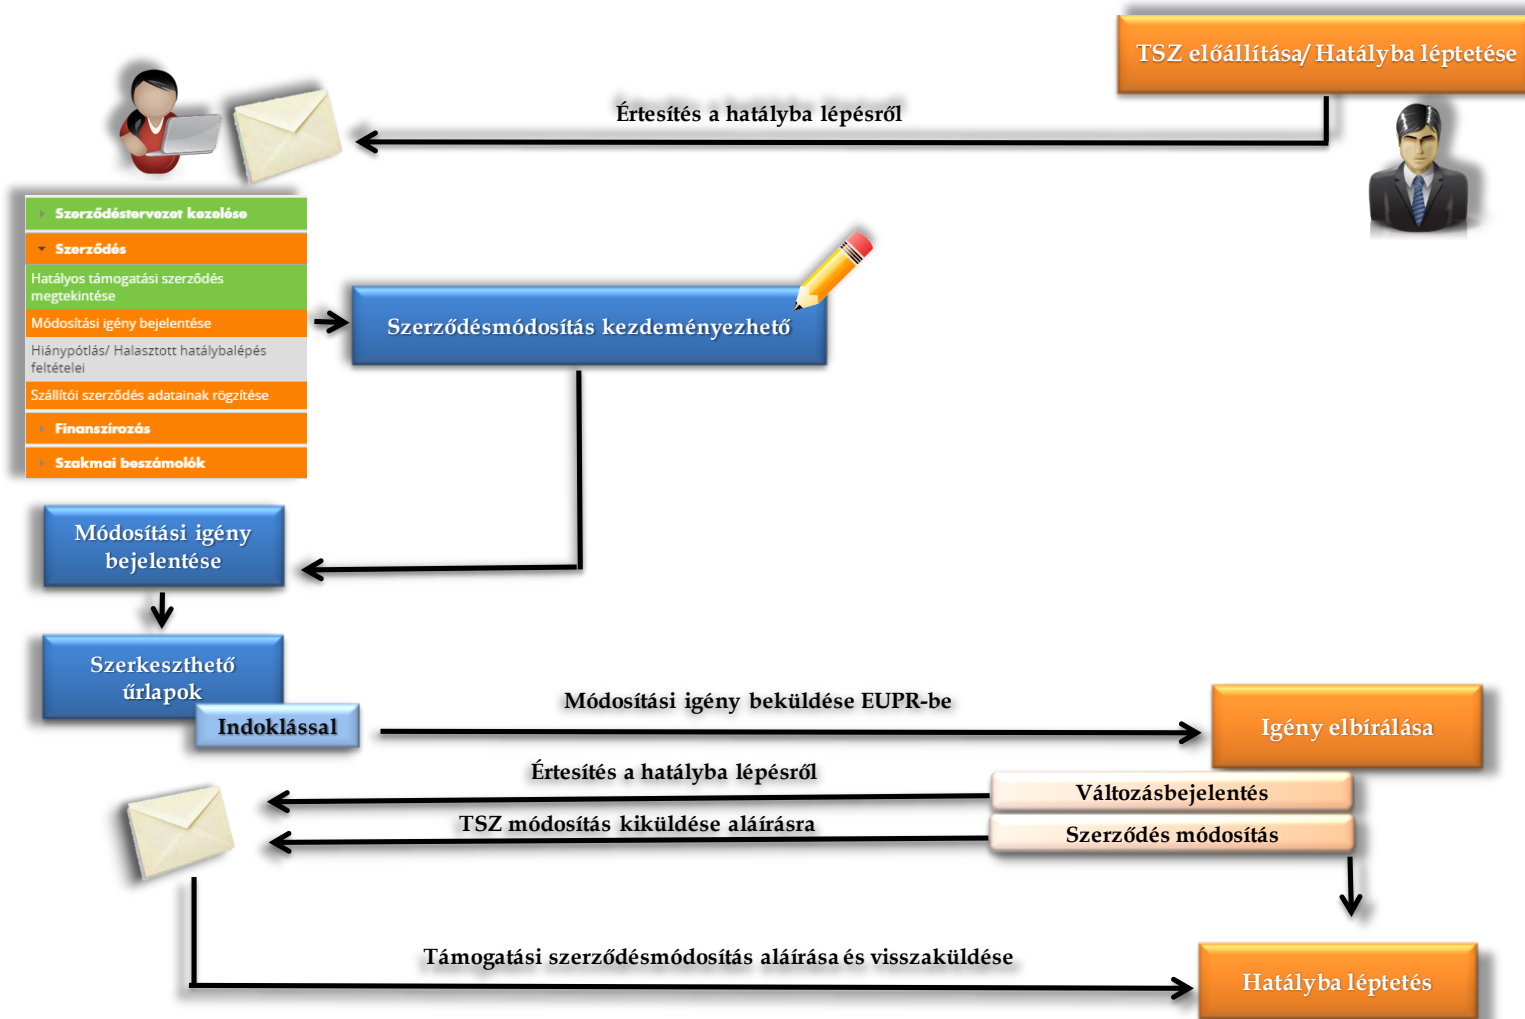 TSZ előállítása/ Hatályba léptetése
Értesítés a hatályba lépésről
Szerződéstervezet kezelése
Szerződés
Hatályos támogatási szerződés
megtekintése
Módosítási igény bejelentése
Hiánypótlás/ Halasztott hatálybalépés
feltételei
Szállítói szerződés adatainak rögzítése
Finanszírozás
Szakmai beszámolók
Szerződésmódosítás kezdeményezhető
Módosítási igény
bejelentése
Szerkeszthető
űrlapok
Indoklással
Módosítási igény beküldése EUPR-be
Igény elbírálása
Értesítés a hatályba lépésről
Változásbejelentés
TSZ módosítás kiküldése aláírásra
Szerződés módosítás
Támogatási szerződésmódosítás aláírása és visszaküldése
Hatályba léptetés